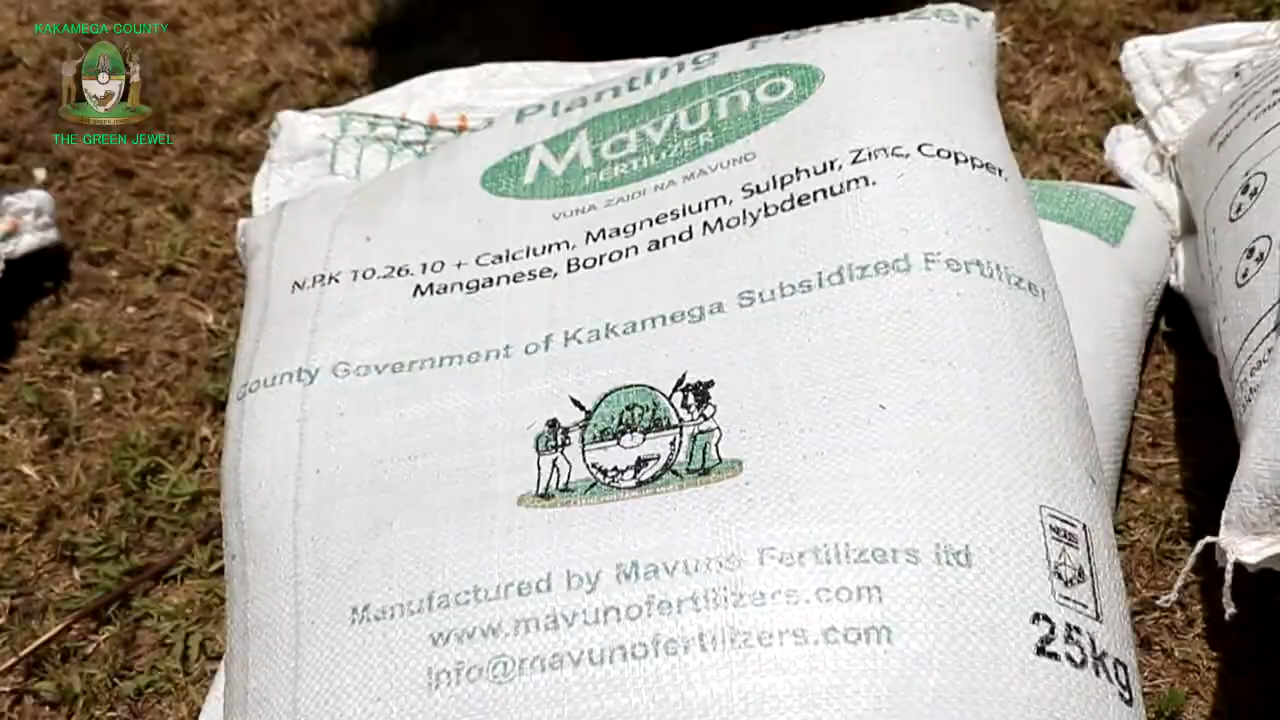 KAKAMEGA COUNTY
THE GREEN JEWEL
Planting Fertilizer
Mavuno
FERTILIZER
VUNA ZAIDI NA MAVUNO
N.P.K 10.26.10 + Calcium, Magnesium, Sulphur, Zinc, Copper,
Manganese, Boron and Molybdenum.
County Government of Kakamega Subsidized Fertilizer
Manufactured by Mavuno Fertilizers ltd
www.mavunofertilizers.com
info@mavunofertilizers.com
25kg